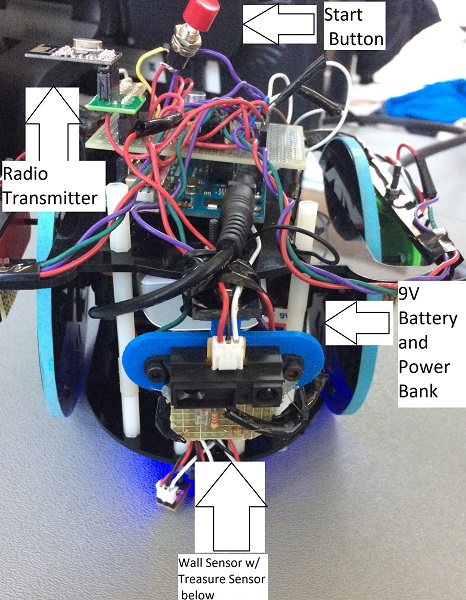 Start
Button
Radio
Transmitter
9V
Battery
and
Power
Bank
Wall Sensor w/
Treasure Sensor
below